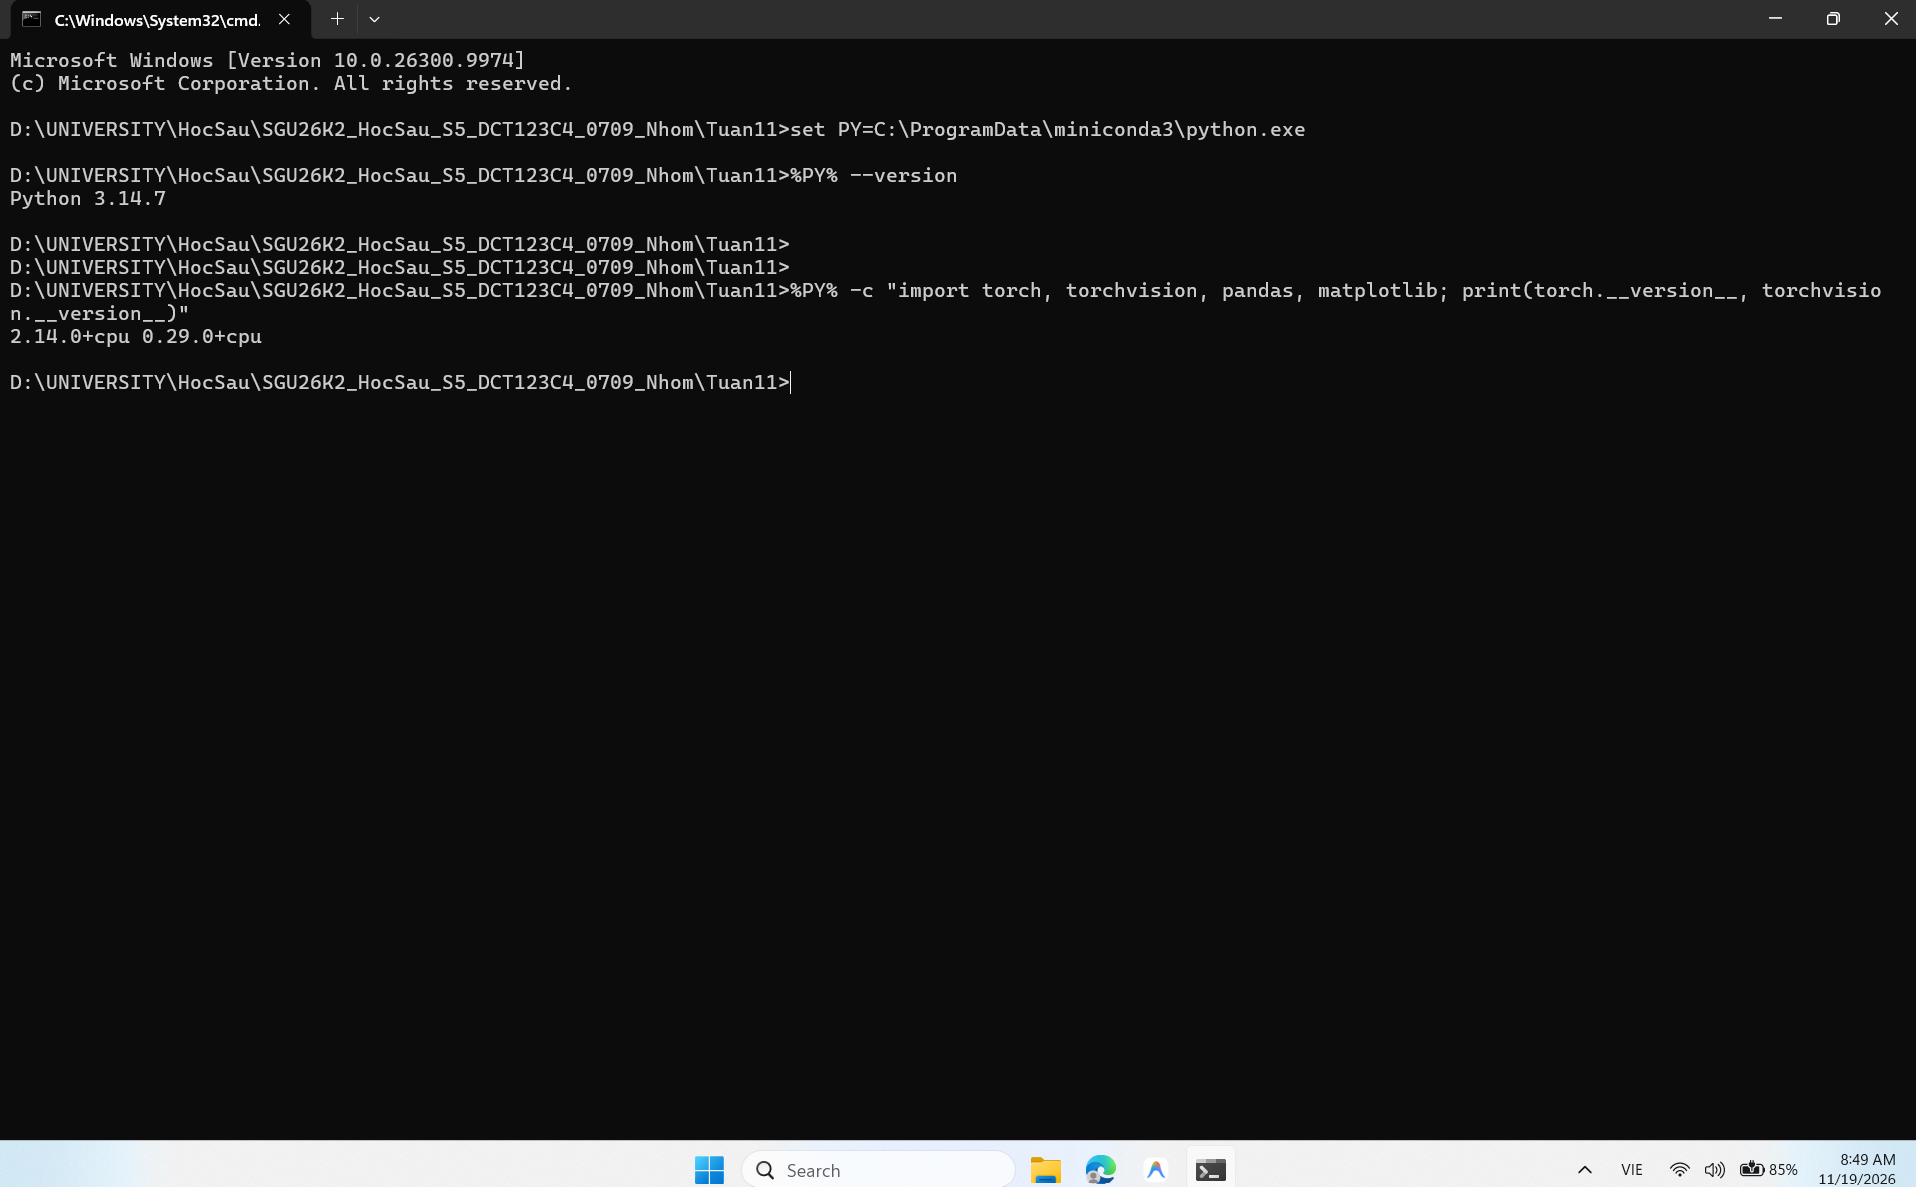 C:\Windows\System32\cmd.
Microsoft Windows [Version 10.0.26300.9974]
(c) Microsoft Corporation. All rights reserved.
D:\UNIVERSITY\HocSau\SGU26K2_HocSau_S5_DCT123C4_0709_Nhom\Tuan11>set PY=C:\ProgramData\miniconda3\python.exe
D:\UNIVERSITY\HocSau\SGU26K2_HocSau_S5_DCT123C4_0709_Nhom\Tuan11>%PY% --version
Python 3.14.7
D:\UNIVERSITY\HocSau\SGU26K2_HocSau_S5_DCT123C4_0709_Nhom\Tuan11>
D:\UNIVERSITY\HocSau\SGU26K2_HocSau_S5_DCT123C4_0709_Nhom\Tuan11>
D:\UNIVERSITY\HocSau\SGU26K2_HocSau_S5_DCT123C4_0709_Nhom\Tuan11>%PY% -c "import torch, torchvision, pandas, matplotlib; print(torch.__version__, torchvisio
n.__version__)"
2.14.0+cpu 0.29.0+cpu
D:\UNIVERSITY\HocSau\SGU26K2_HocSau_S5_DCT123C4_0709_Nhom\Tuan11>
Search
VIE
85%
8:49 AM
11/19/2026